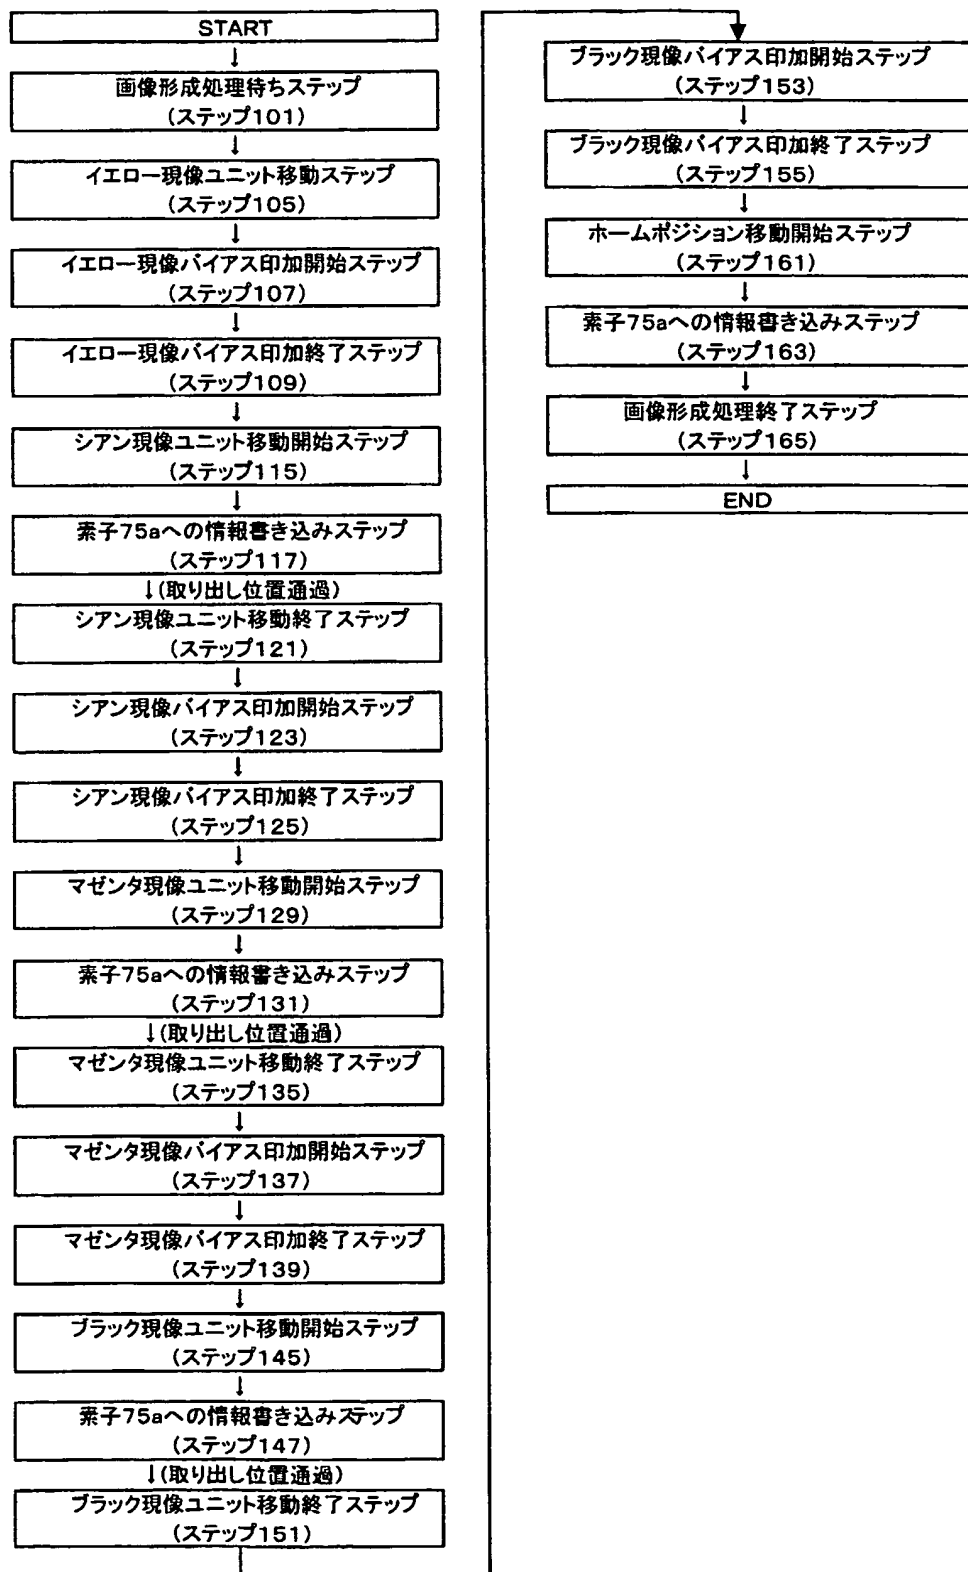 START
↓
画像形成処理待ちステップ
(ステップ101)
↓
イエロー現像ユニット移動ステップ
(ステップ105)
↓
イエロー現像バイアス印加開始ステップ
(ステップ107)
↓
イエロー現像バイアス印加終了ステップ
(ステップ109)
↓
シアン現像ユニット移動開始ステップ
(ステップ115)
↓
素子75aへの情報書き込みステップ
(ステップ117)
↓(取り出し位置通過)
シアン現像ユニット移動終了ステップ
(ステップ121)
↓
シアン現像バイアス印加開始ステップ
(ステップ123)
↓
シアン現像バイアス印加終了ステップ
(ステップ125)
↓
マゼンタ現像ユニット移動開始ステップ
(ステップ129)
↓
素子75aへの情報書き込みステップ
(ステップ131)
↓(取り出し位置通過)
マゼンタ現像ユニット移動終了ステップ
(ステップ135)
↓
マゼンタ現像バイアス印加開始ステップ
(ステップ137)
↓
マゼンタ現像バイアス印加終了ステップ
(ステップ139)
↓
ブラック現像ユニット移動開始ステップ
(ステップ145)
↓
素子75aへの情報書き込みステップ
(ステップ147)
↓(取り出し位置通過)
ブラック現像ユニット移動終了ステップ
(ステップ151)
ブラック現像バイアス印加開始ステップ
(ステップ153)
↓
ブラック現像バイアス印加終了ステップ
(ステップ155)
↓
ホームポジション移動開始ステップ
(ステップ161)
↓
素子75aへの情報書き込みステップ
(ステップ163)
↓
画像形成処理終了ステップ
(ステップ165)
↓
END